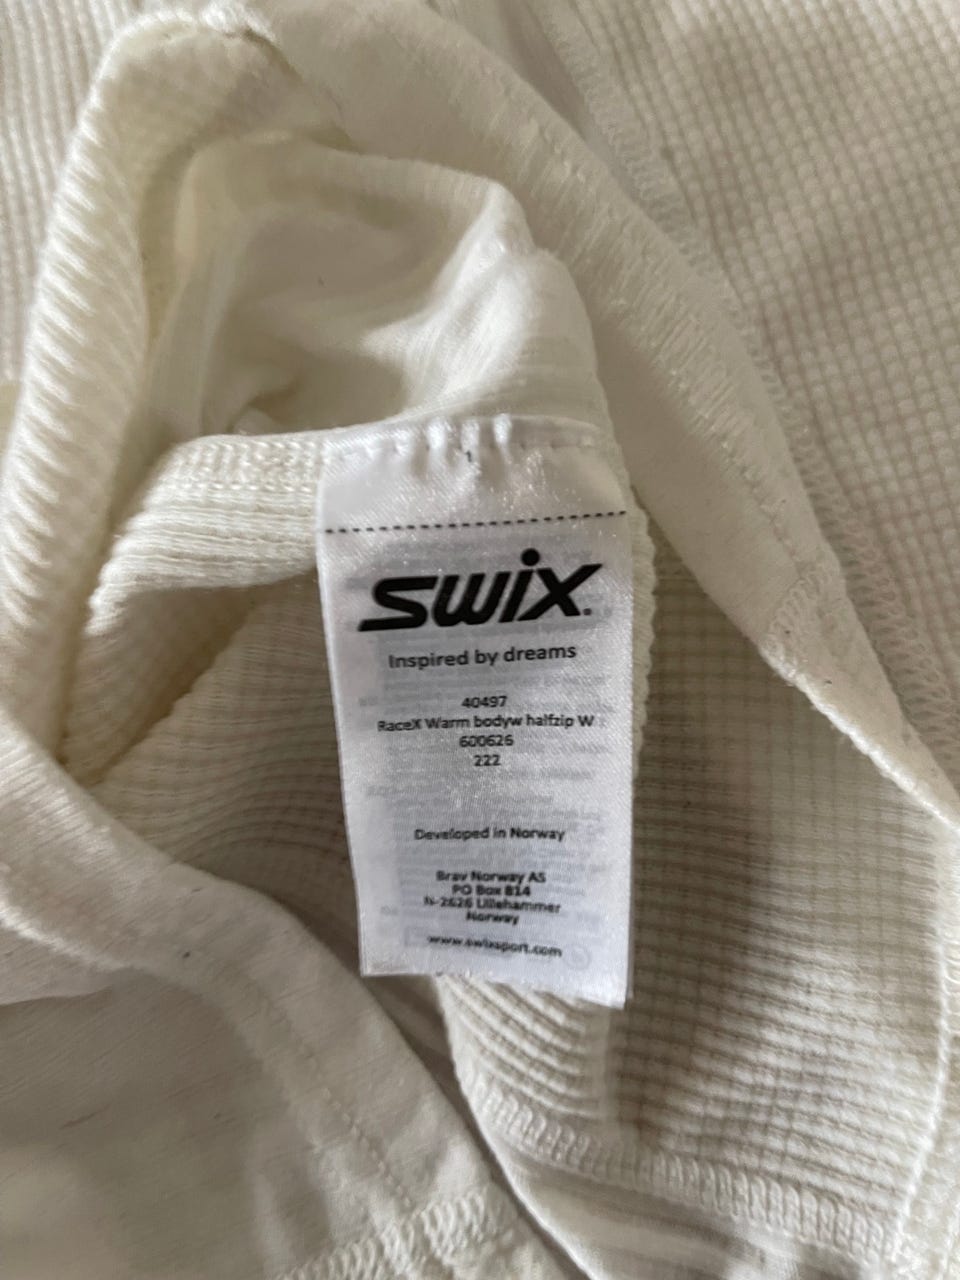 1
swix.
Inspired by dreams
40497
RaceX Warm bodyw halfzip W
600626
222
Developed in Norway
Brav Norway AS
PO Box 814
N-2626 Lillehammer
Norway
www.swixsport.com